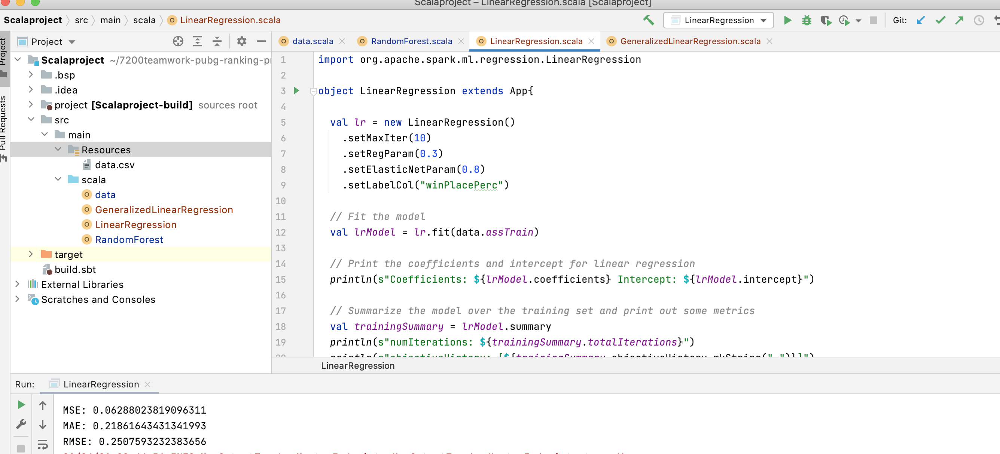 Scalaproject – LinearRegression.scala [Scalaproject]
Scalaproject src main scala LinearRegression.scala
LinearRegression
Git:
Project
Pull Requests
Project
data.scala RandomForest.scala LinearRegression.scala GeneralizedLinearRegression.scala
Scalaproject ~/7200teamwork-pubg-ranking-pr
.bsp
.idea
project [Scalaproject-build] sources root
src
main
Resources
data.csv
scala
data
GeneralizedLinearRegression
LinearRegression
RandomForest
target
build.sbt
External Libraries
Scratches and Consoles
1 import org.apache.spark.ml.regression.LinearRegression
2
3 object LinearRegression extends App{
4
5 val lr = new LinearRegression()
6 .setMaxIter(10)
7 .setRegParam(0.3)
8 .setElasticNetParam(0.8)
9 .setLabelCol("winPlacePerc")
10
11 // Fit the model
12 val lrModel = lr.fit(data.assTrain)
13
14 // Print the coefficients and intercept for linear regression
15 println(s"Coefficients: ${lrModel.coefficients} Intercept: ${lrModel.intercept}")
16
17 // Summarize the model over the training set and print out some metrics
18 val trainingSummary = lrModel.summary
19 println(s"numIterations: ${trainingSummary.totalIterations}")
20 println(s"objectiveHistory: [${trainingSummary.objectiveHistory.mkString(",")}]")
LinearRegression
Run: LinearRegression
MSE: 0.06288023819096311
MAE: 0.21861643431341993
RMSE: 0.2507593232383656